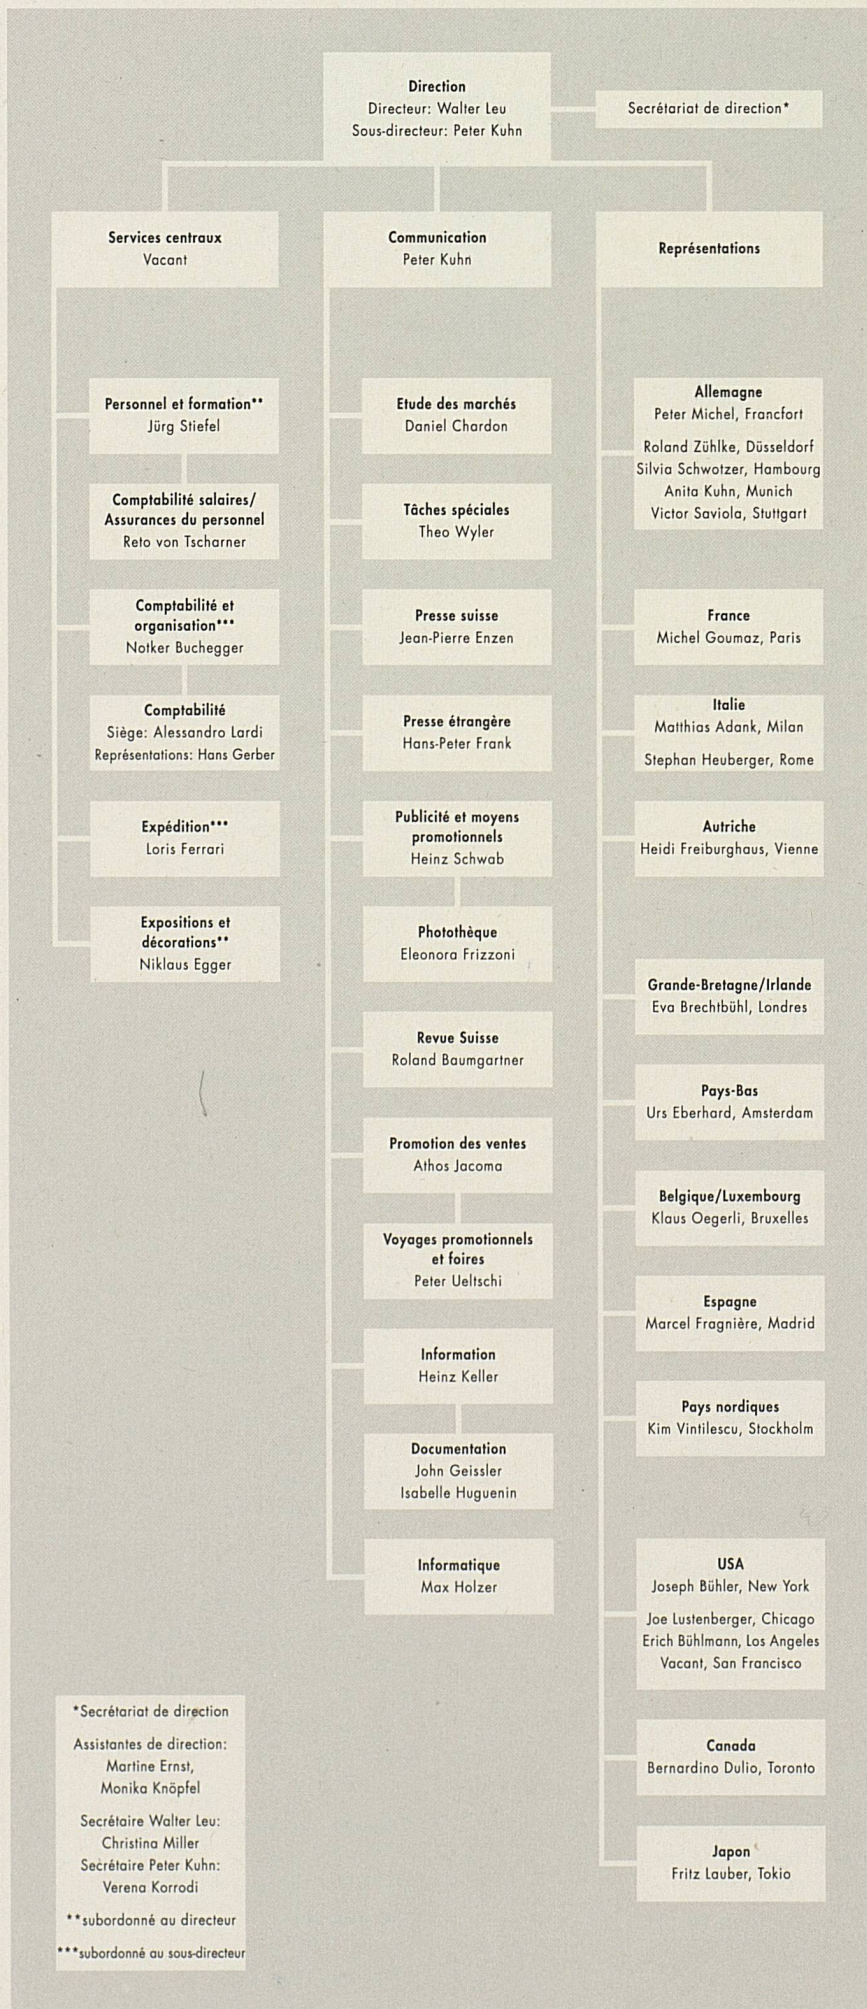 Direction
Directeur: Walter Leu
Sous-directeur: Peter Kuhn
Secrétariat de direction*
Services centraux
Vacant
Personnel et formation**
Jürg Stiefel
Comptabilité salaires/
Assurances du personnel
Reto von Tscharner
Comptabilité et
organisation***
Notker Buchegger
Comptabilité
Siège: Alessandro Lardi
Représentations: Hans Gerber
Expédition***
Loris Ferrari
Expositions et
décorations**
Niklaus Egger
Communication
Peter Kuhn
Etude des marchés
Daniel Chardon
Tâches spéciales
Theo Wyler
Presse suisse
Jean-Pierre Enzen
Presse étrangère
Hans-Peter Frank
Publicité et moyens
promotionnels
Heinz Schwab
Photothèque
Eleonora Frizzoni
Revue Suisse
Roland Baumgartner
Promotion des ventes
Athos Jacoma
Voyages promotionnels
et foires
Peter Ueltschi
Information
Heinz Keller
Documentation
John Geissler
Isabelle Huguenin
Informatique
Max Holzer
Représentations
Allemagne
Peter Michel, Francfort
Roland Zühlke, Düsseldorf
Silvia Schwotzer, Hambourg
Anita Kuhn, Munich
Victor Saviola, Stuttgart
France
Michel Goumaz, Paris
Italie
Matthias Adank, Milan
Stephan Heuberger, Rome
Autriche
Heidi Freiburghaus, Vienne
Grande-Bretagne/Irlande
Eva Brechtbühl, Londres
Pays-Bas
Urs Eberhard, Amsterdam
Belgique/Luxembourg
Klaus Oegerli, Bruxelles
Espagne
Marcel Fragnière, Madrid
Pays nordiques
Kim Vintilescu, Stockholm
USA
Joseph Bühler, New York
Joe Lustenberger, Chicago
Erich Bühlmann, Los Angeles
Vacant, San Francisco
Canada
Bernardino Dulio, Toronto
Japon
Fritz Lauber, Tokio
*Secrétariat de direction
Assistantes de direction:
Martine Ernst,
Monika Knöpfel
Secrétaire Walter Leu:
Christina Miller
Secrétaire Peter Kuhn:
Verena Korrodi
**subordonné au directeur
***subordonné au sous-directeur